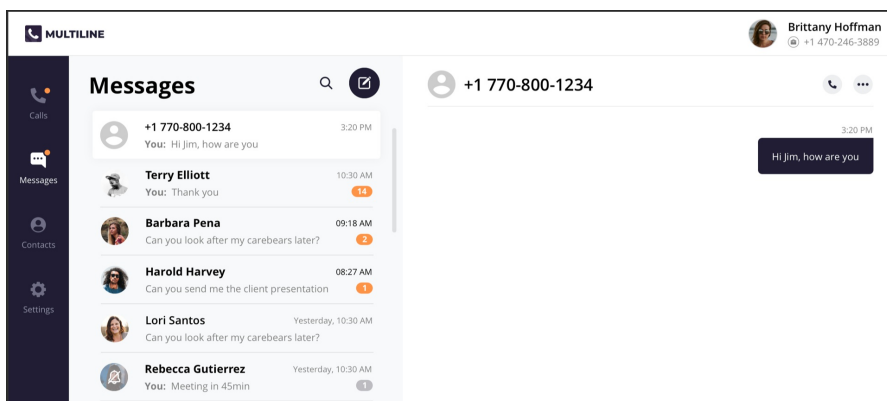 MULTILINE
Brittany Hoffman
+1 470-246-3889
Calls
Messages
Contacts
Settings
Messages
+1 770-800-1234
3:20 PM
You: Hi Jim, how are you
Terry Elliott
10:30 AM
You: Thank you
14
Barbara Pena
09:18 AM
Can you look after my carebears later?
2
Harold Harvey
08:27 AM
Can you send me the client presentation
1
Lori Santos
Yesterday, 10:30 AM
Can you look after my carebears later?
Rebecca Gutierrez
Yesterday, 10:30 AM
You: Meeting in 45min
1
+1 770-800-1234
3:20 PM
Hi Jim, how are you